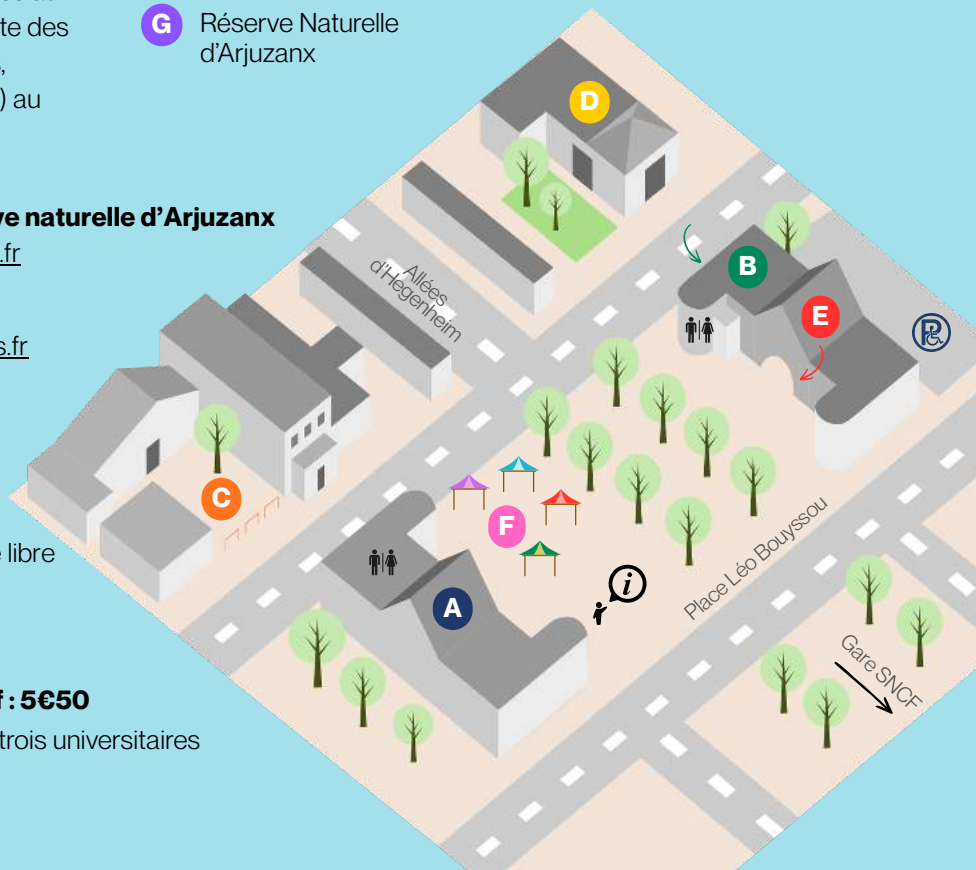 te des
) au
G Réserve Naturelle
d'Arjuzanx
ve naturelle d'Arjuzanx
.fr
s.fr
libre
f : 5€50
trois universitaires
D
B
E
Allées
d'Hegenheim
C
F
A
i
P
Place Léo Bouyssou
Gare SNCF